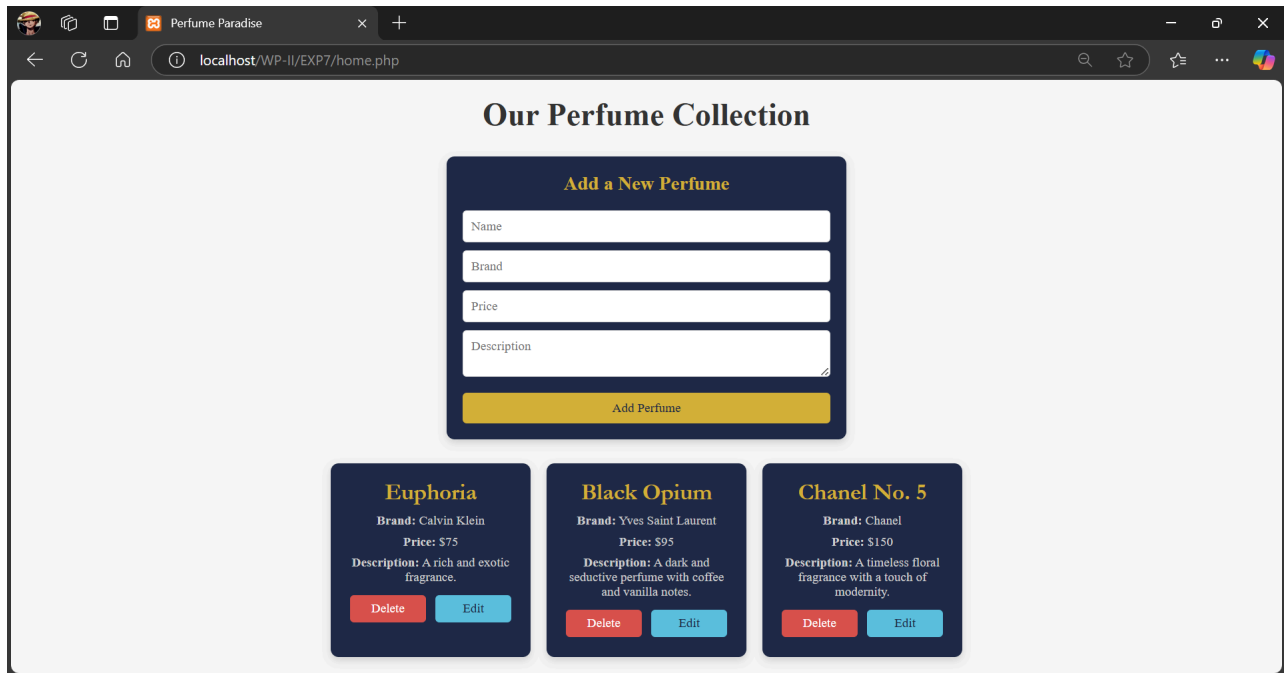 Perfume Paradise
localhost/WP-II/EXP7/home.php
Our Perfume Collection
Add a New Perfume
Name
Brand
Price
Description
Add Perfume
Euphoria
Brand: Calvin Klein
Price: $75
Description: A rich and exotic
fragrance.
Delete Edit
Black Opium
Brand: Yves Saint Laurent
Price: $95
Description: A dark and
seductive perfume with coffee
and vanilla notes.
Delete Edit
Chanel No. 5
Brand: Chanel
Price: $150
Description: A timeless floral
fragrance with a touch of
modernity.
Delete Edit